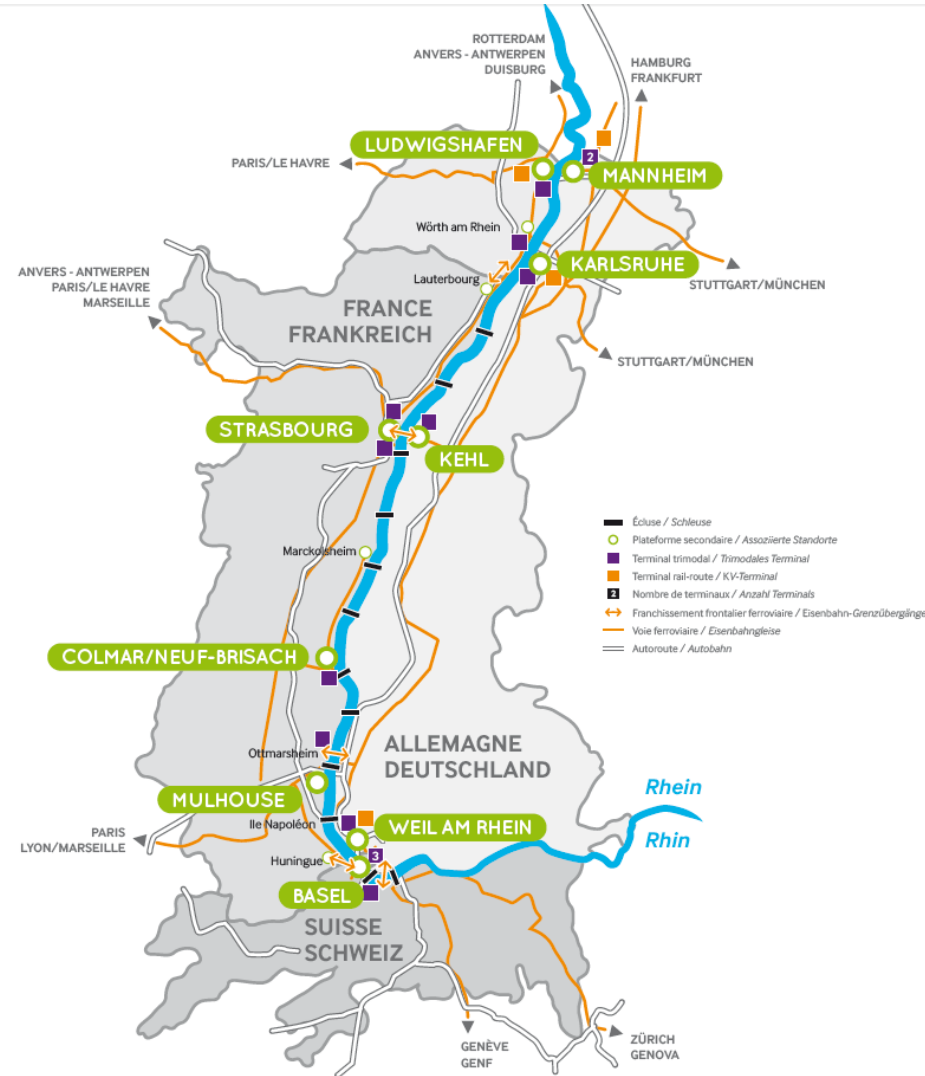 ROTTERDAM
ANVERS - ANTWERPEN
DUISBURG
HAMBURG
FRANKFURT
LUDWIGSHAFEN
2
PARIS/LE HAVRE
MANNHEIM
Wörth am Rhein
KARLSRUHE
ANVERS - ANTWERPEN
PARIS/LE HAVRE
MARSEILLE
Lauterbourg
STUTTGART/MÜNCHEN
FRANCE
FRANKREICH
STUTTGART/MÜNCHEN
STRASBOURG
KEHL
Écluse / Schleuse
Plateforme secondaire / Assoziierte Standorte
Marckolsheim
Terminal trimodal / Trimodales Terminal
Terminal rail-route / KV-Terminal
2 Nombre de terminaux / Anzahl Terminals
Franchissement frontalier ferroviaire / Eisenbahn-Grenzübergänge
Voie ferroviaire / Eisenbahngleise
Autoroute / Autobahn
COLMAR/NEUF-BRISACH
Ottmarsheim
ALLEMAGNE
DEUTSCHLAND
MULHOUSE
Rhein
Rhin
Ile Napoléon
WEIL AM RHEIN
PARIS
LYON/MARSEILLE
Huningue
3
BASEL
SUISSE
SCHWEIZ
GENÈVE
GENF
ZÜRICH
GENOVA